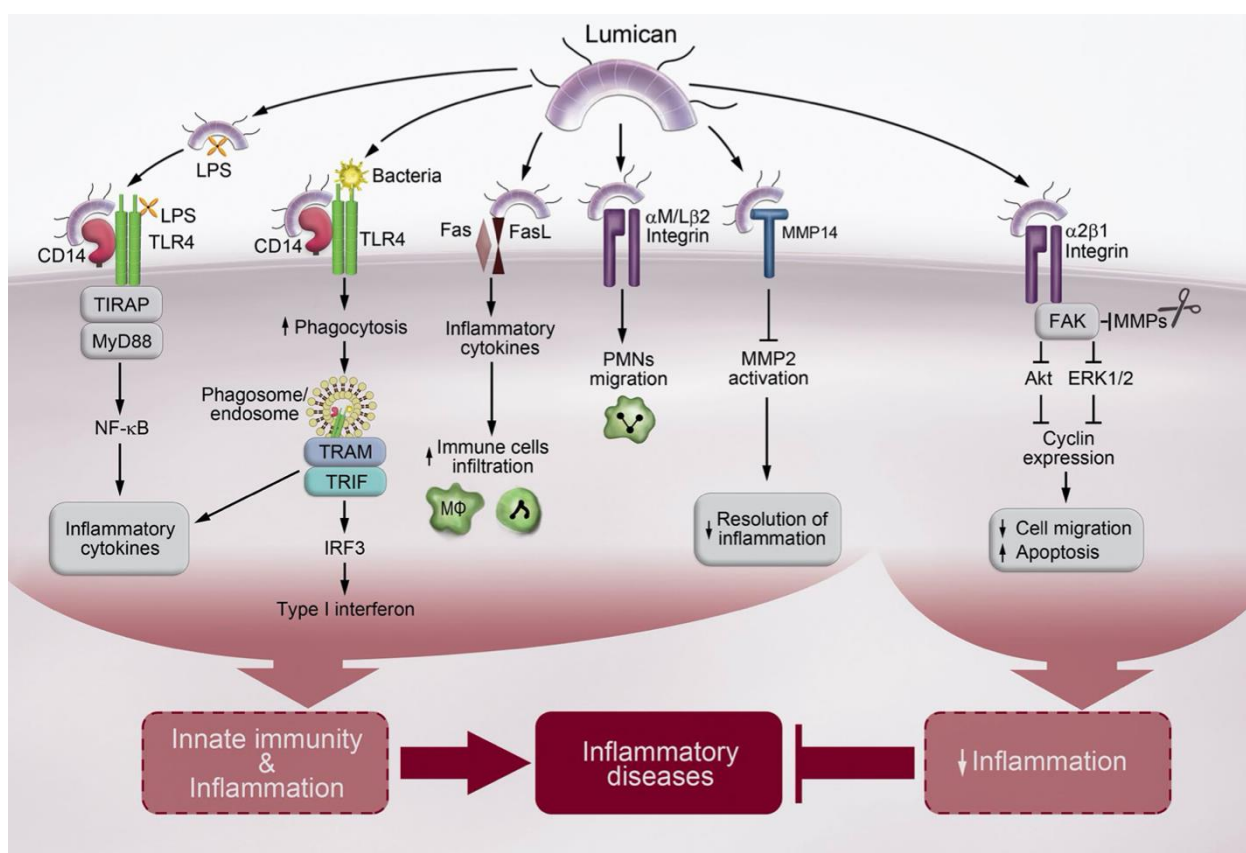 Lumican
LPS
LPS
CD14
TLR4
TIRAP
MyD88
NF-κB
Inflammatory
cytokines
Bacteria
CD14
TLR4
Phagocytosis
Phagosome/
endosome
TRAM
TRIF
IRF3
Type I interferon
Fas
FasL
Inflammatory
cytokines
Immune cells
infiltration
MΦ
αM/Lβ2
Integrin
PMNs
migration
MMP14
MMP2
activation
Resolution of
inflammation
α2β1
Integrin
FAK
MMPs
Akt
ERK1/2
Cyclin
expression
Cell migration
Apoptosis
Innate immunity
&
Inflammation
Inflammatory
diseases
Inflammation